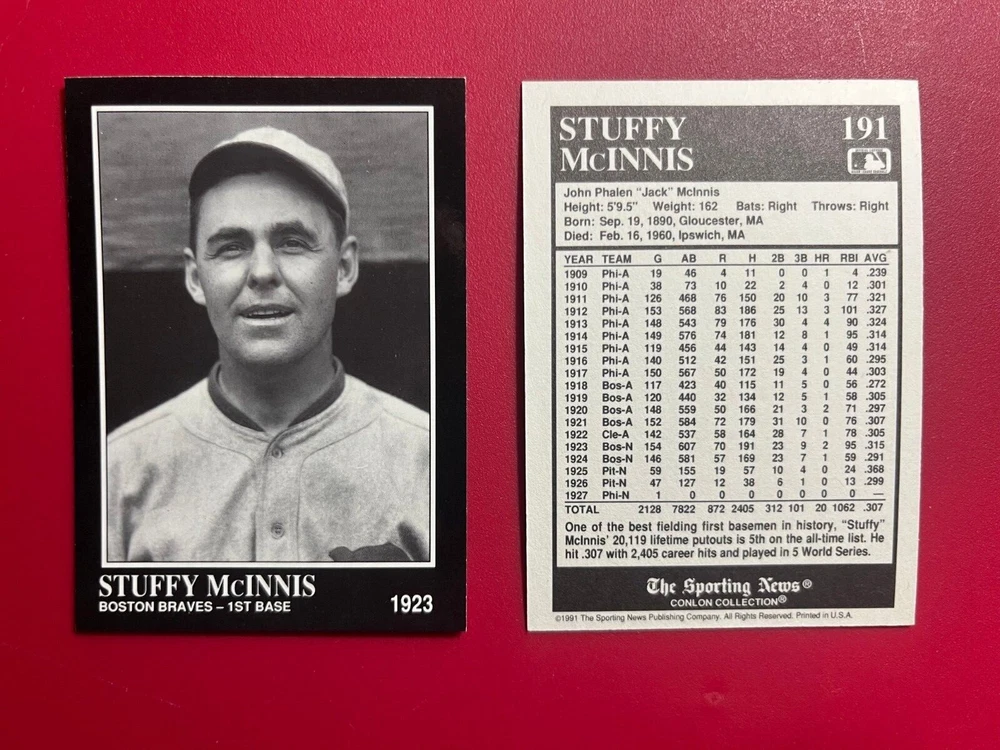 STUFFY McINNIS
BOSTON BRAVES – 1ST BASE
1923
STUFFY
McINNIS
191
John Phalen “Jack” McInnis
Height: 5'9.5” Weight: 162 Bats: Right Throws: Right
Born: Sep. 19, 1890, Gloucester, MA
Died: Feb. 16, 1960, Ipswich, MA
YEAR TEAM G AB R H 2B 3B HR RBI AVG
1909 Phi-A 19 46 4 11 0 0 1 4 .239
1910 Phi-A 38 73 10 22 2 4 0 12 .301
1911 Phi-A 126 468 76 150 20 10 3 77 .321
1912 Phi-A 153 568 83 186 25 13 3 101 .327
1913 Phi-A 148 543 79 176 30 4 4 90 .324
1914 Phi-A 149 576 74 181 12 8 1 95 .314
1915 Phi-A 119 456 44 143 14 4 0 49 .314
1916 Phi-A 140 512 42 151 25 3 1 60 .295
1917 Phi-A 150 567 50 172 19 4 0 44 .303
1918 Bos-A 117 423 40 115 11 5 0 56 .272
1919 Bos-A 120 440 32 134 12 5 1 58 .305
1920 Bos-A 148 559 50 166 21 3 2 71 .297
1921 Bos-A 152 584 72 179 31 10 0 76 .307
1922 Cle-A 142 537 58 164 28 7 1 78 .305
1923 Bos-N 154 607 70 191 23 9 2 95 .315
1924 Bos-N 146 581 57 169 23 7 1 59 .291
1925 Pit-N 59 155 19 57 10 4 0 24 .368
1926 Pit-N 47 127 12 38 6 1 0 13 .299
1927 Phi-N 1 0 0 0 0 0 0 0 —
TOTAL 2128 7822 872 2405 312 101 20 1062 .307
One of the best fielding first basemen in history, “Stuffy”
McInnis’ 20,119 lifetime putouts is 5th on the all-time list. He
hit .307 with 2,405 career hits and played in 5 World Series.
The Sporting News®
CONLON COLLECTION®
©1991 The Sporting News Publishing Company. All Rights Reserved. Printed in U.S.A.